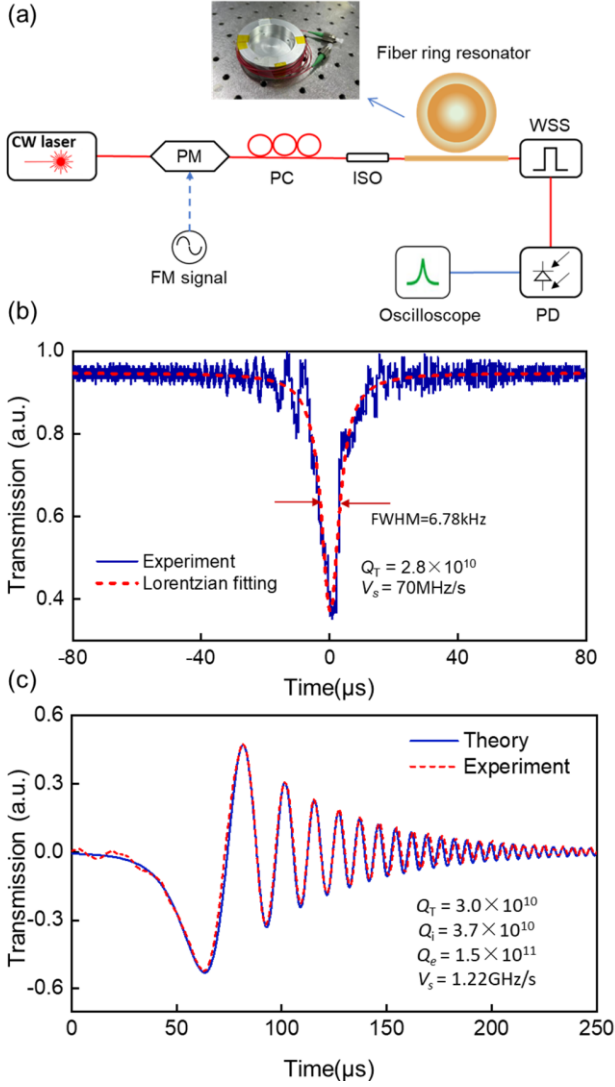 (a)
Fiber ring resonator
CW laser
PM
PC
ISO
WSS
FM signal
Oscilloscope
PD
(b)
Transmission (a.u.)
1.0
0.8
0.6
0.4
FWHM=6.78kHz
Experiment
Lorentzian fitting
Q_T = 2.8×10^10
V_s = 70MHz/s
-80 -40 0 40 80
Time(μs)
(c)
Transmission (a.u.)
0.6
0.3
0.0
-0.3
-0.6
Theory
Experiment
Q_T = 3.0×10^10
Q_i = 3.7×10^10
Q_e = 1.5×10^11
V_s = 1.22GHz/s
0 50 100 150 200 250
Time(μs)